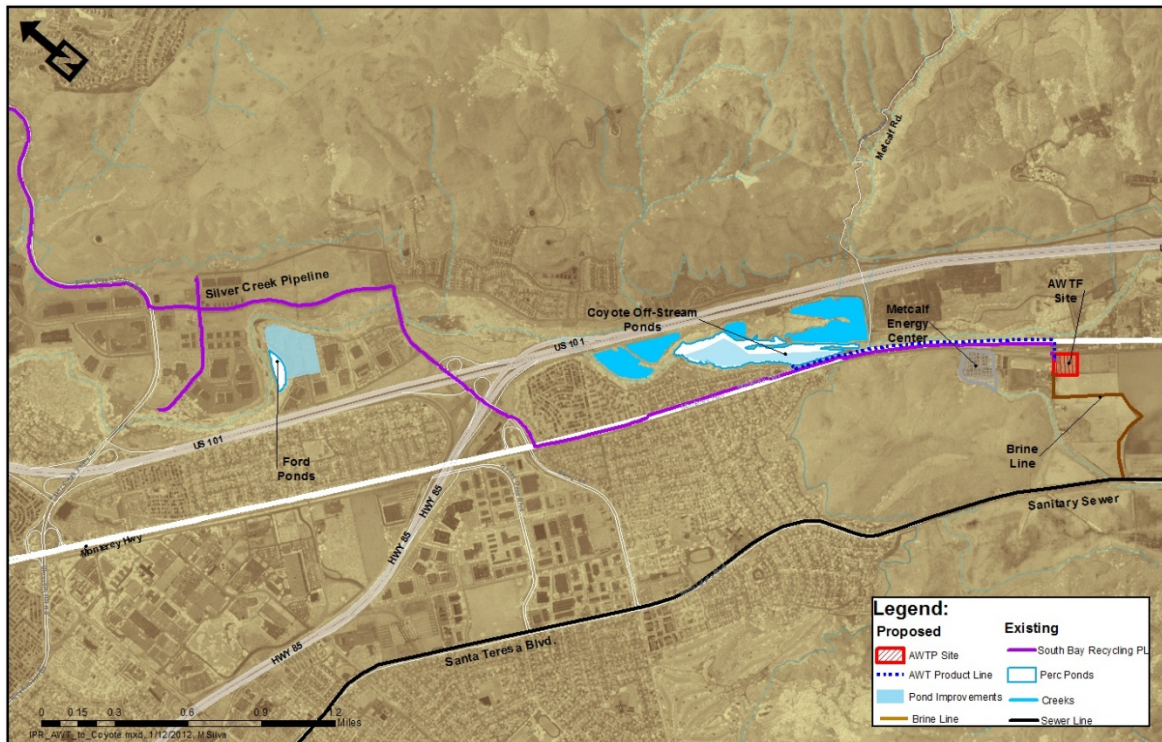 N
Metcalf Rd.
AWTF
Site
Silver Creek Pipeline
Coyote Off-Stream
Ponds
Metcalf
Energy
Center
US 101
US 101
Ford
Ponds
Brine
Line
HWY 85
HWY 85
HWY 85
Monterey Hwy
Sanitary Sewer
Santa Teresa Blvd.
Legend:
Proposed
AWTP Site
AWT Product Line
Pond Improvements
Brine Line
Existing
South Bay Recycling PL
Perc Ponds
Creeks
Sewer Line
0 0.15 0.3 0.6 0.9 1.2
Miles
IPR_AWT_to_Coyote.mxd, 1/12/2012, MSilva